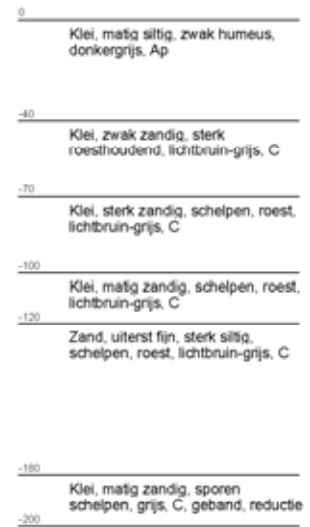 0
Klei, matig siltig, zwak humeus,
donkergrijs, Ap
-40
Klei, zwak zandig, sterk
roesthoudend, lichtbruin-grijs, C
-70
Klei, sterk zandig, schelpen, roest,
lichtbruin-grijs, C
-100
Klei, matig zandig, schelpen, roest,
lichtbruin-grijs, C
-120
Zand, uiterst fijn, sterk siltig,
schelpen, roest, lichtbruin-grijs, C
-180
Klei, matig zandig, sporen
schelpen, grijs, C, geband, reductie
-200